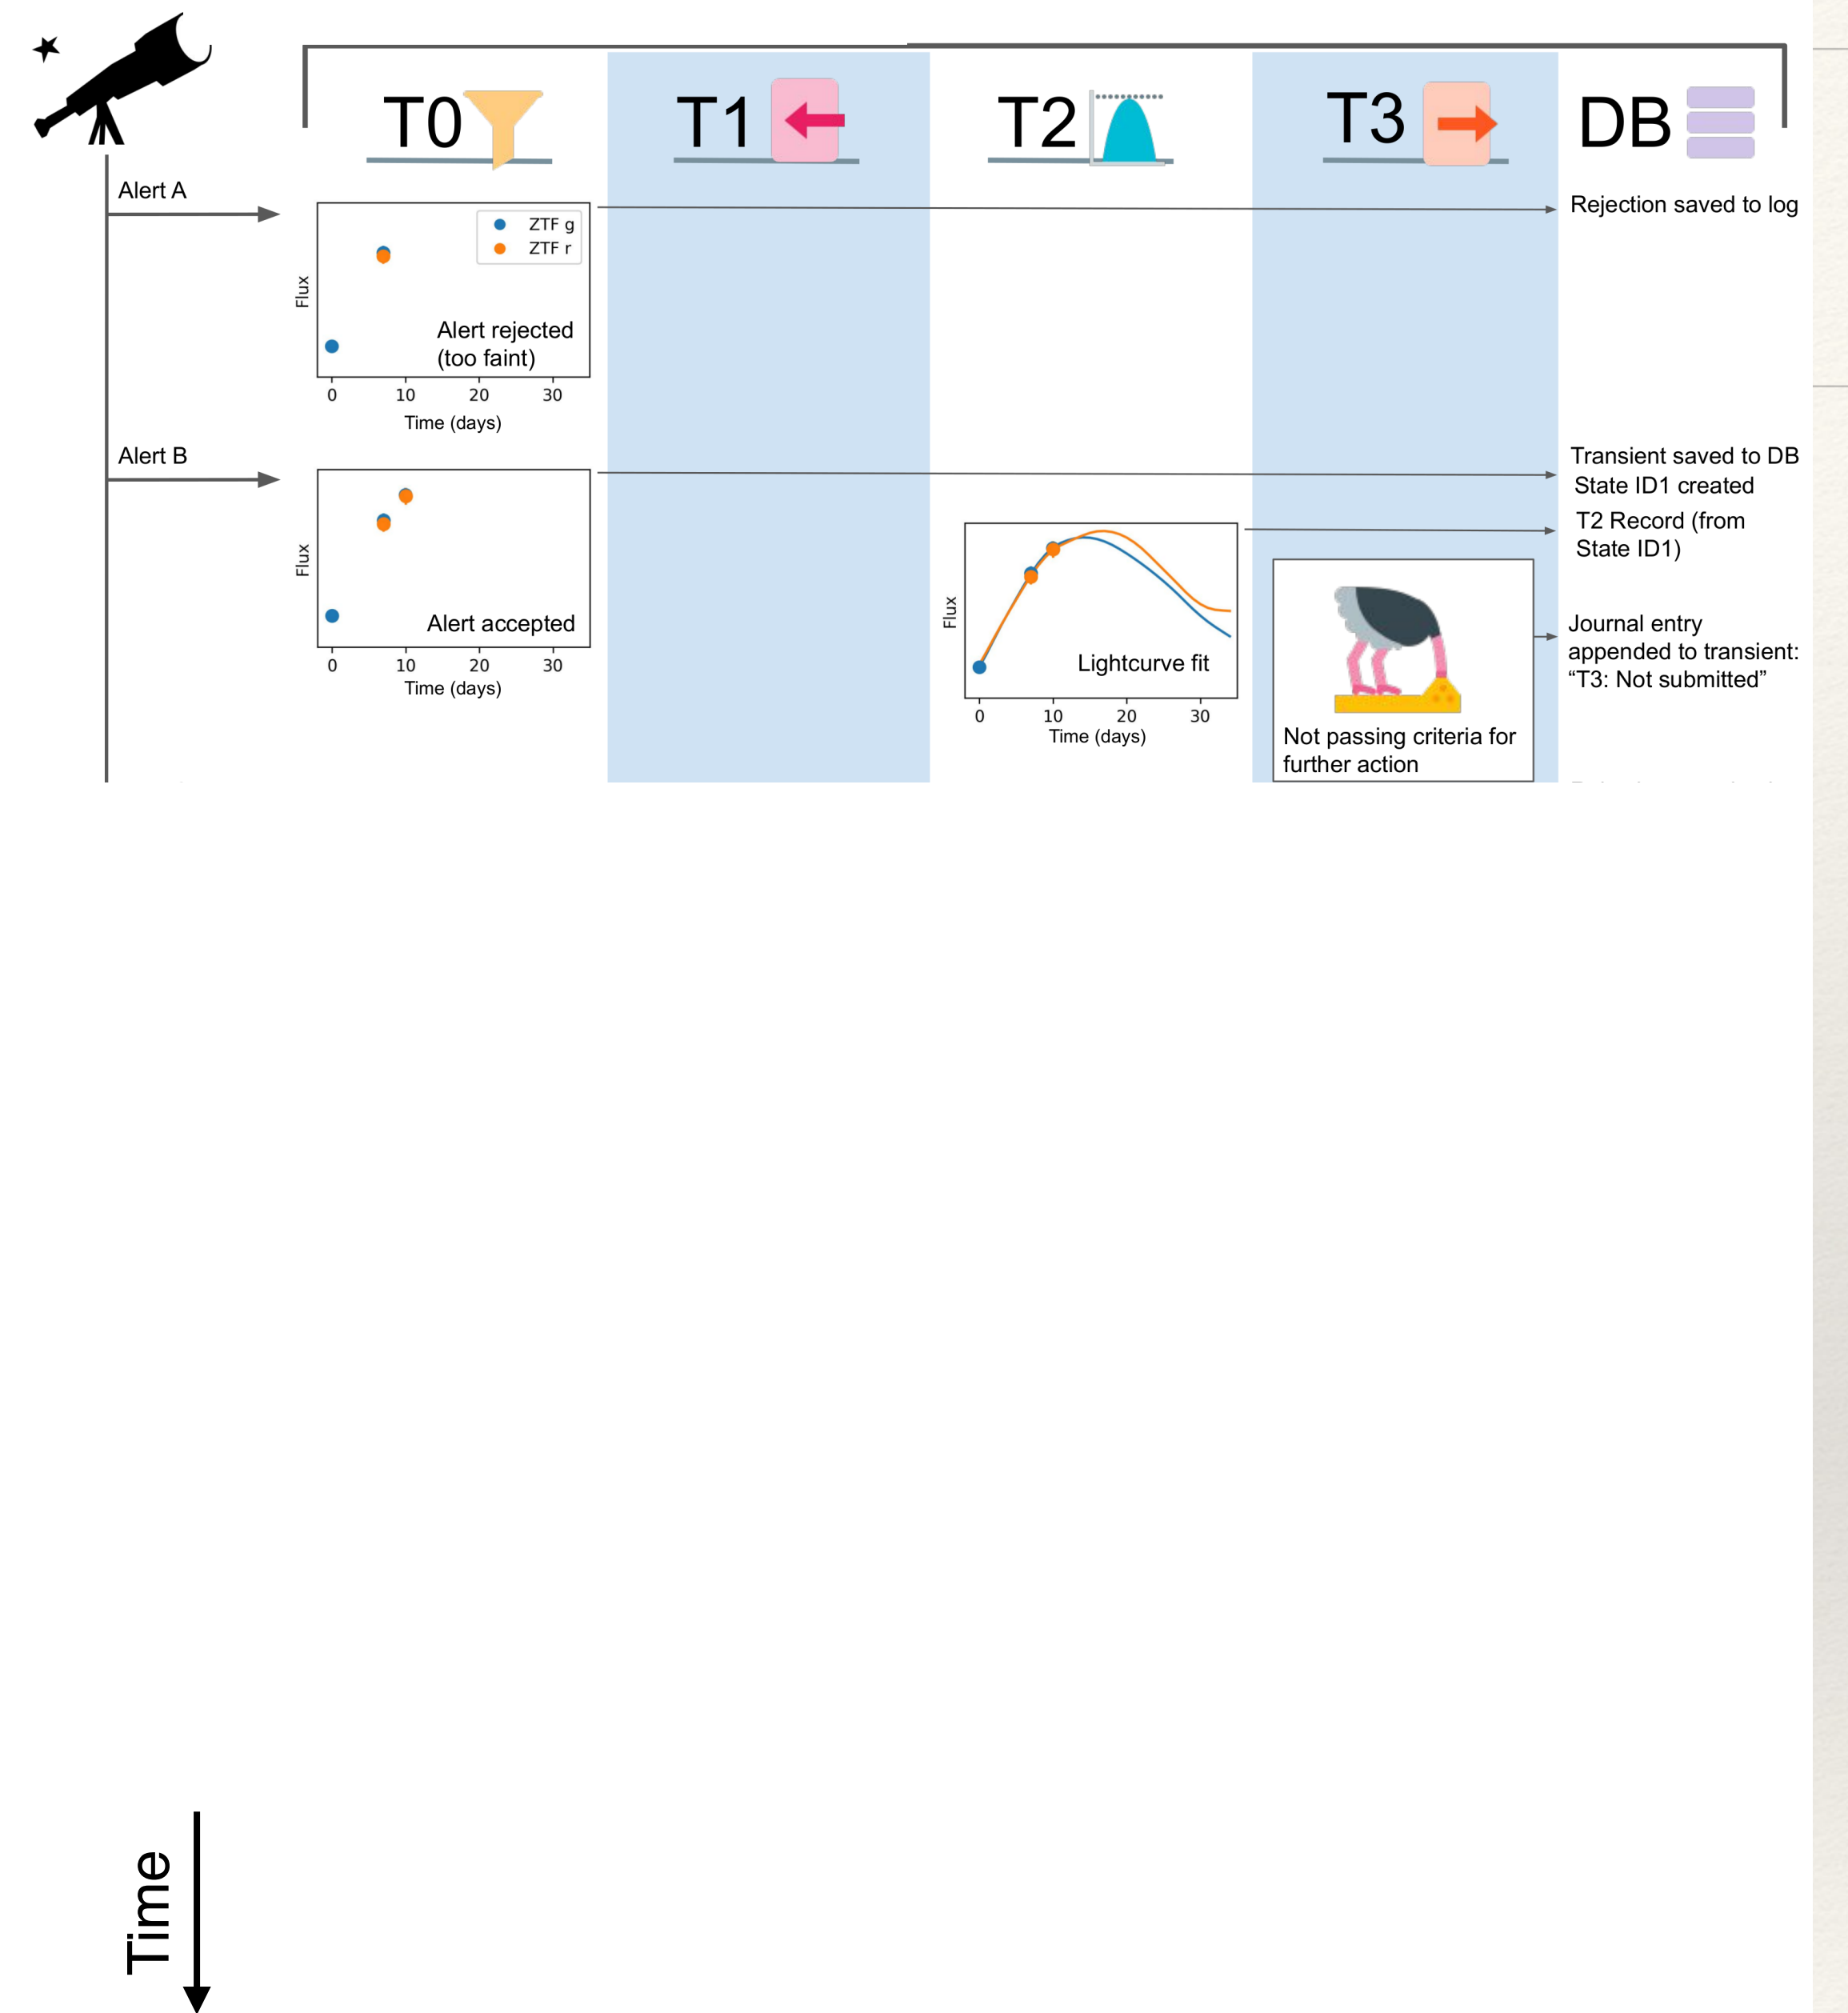 T0
T1
T2
T3
DB
Alert A
ZTF g
ZTF r
Flux
Alert rejected
(too faint)
0 10 20 30
Time (days)
Rejection saved to log
Alert B
Flux
Alert accepted
0 10 20 30
Time (days)
Transient saved to DB
State ID1 created
T2 Record (from
State ID1)
Flux
Lightcurve fit
0 10 20 30
Time (days)
Not passing criteria for
further action
Journal entry
appended to transient:
“T3: Not submitted”
Time